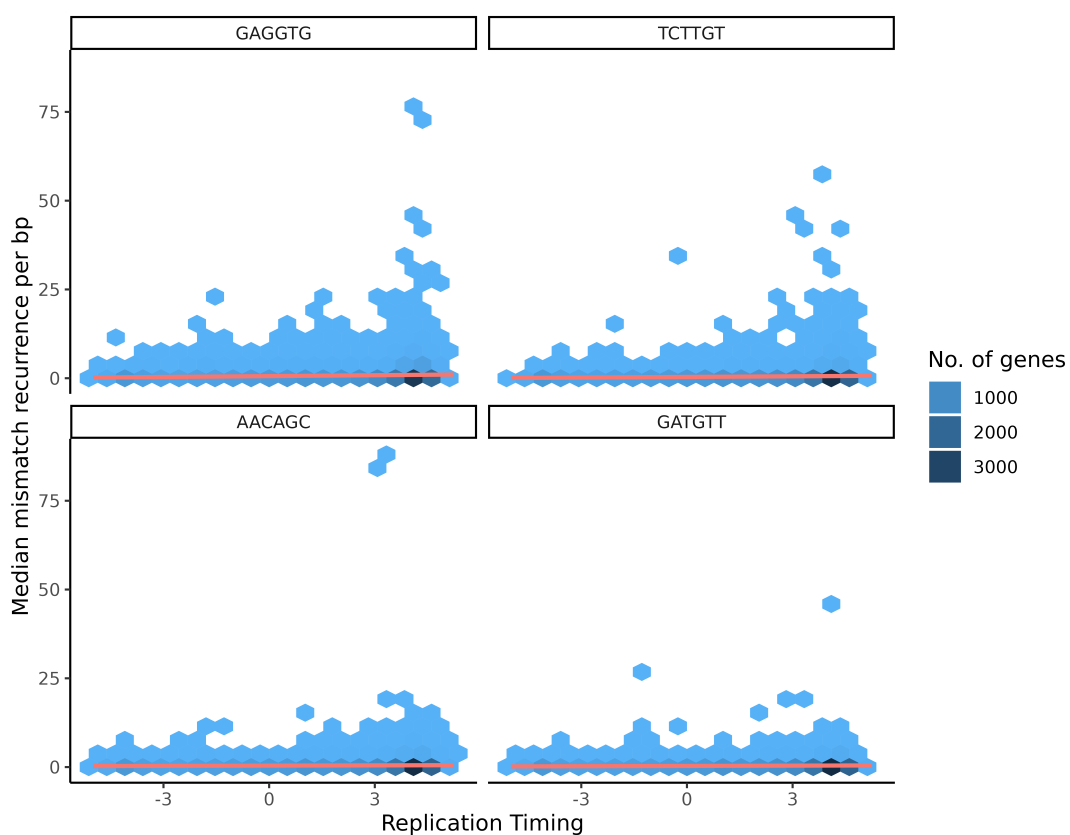 GAGGTG
TCTTGT
75
50
25
0
AACAGC
GATGTT
75
50
25
0
-3 0 3
-3 0 3
Median mismatch recurrence per bp
Replication Timing
No. of genes
1000
2000
3000